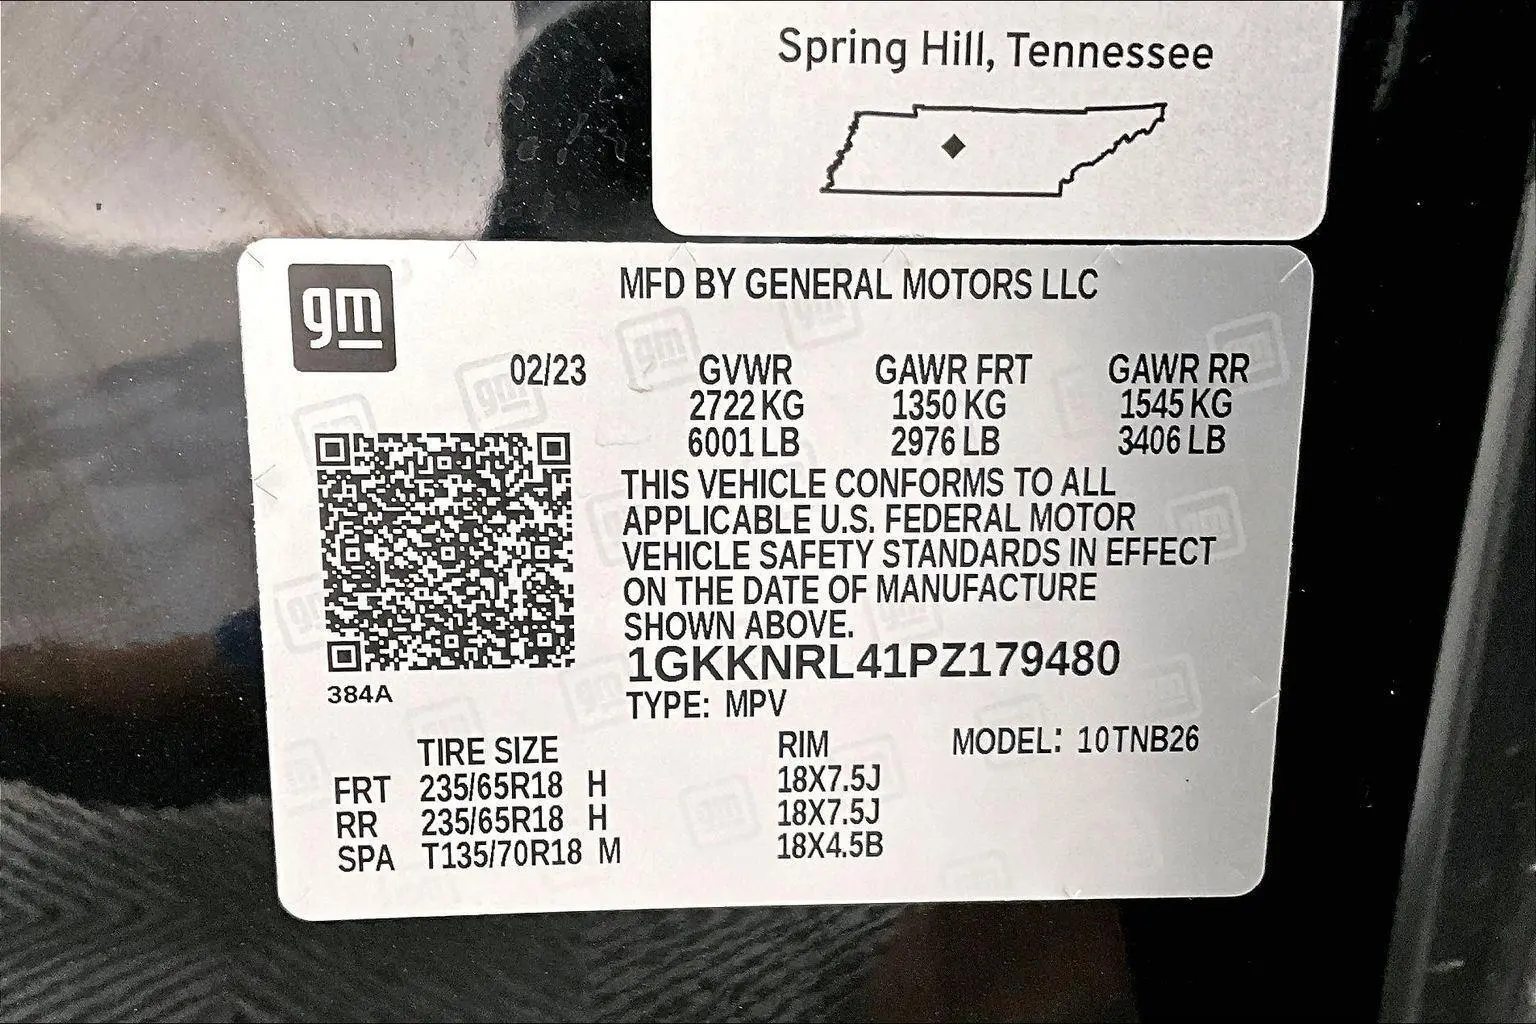 Spring Hill, Tennessee
gm
MFD BY GENERAL MOTORS LLC
02/23 GVWR GAWR FRT GAWR RR
2722 KG 1350 KG 1545 KG
6001 LB 2976 LB 3406 LB
THIS VEHICLE CONFORMS TO ALL
APPLICABLE U.S. FEDERAL MOTOR
VEHICLE SAFETY STANDARDS IN EFFECT
ON THE DATE OF MANUFACTURE
SHOWN ABOVE.
1GKKNRL41PZ179480
384A
TYPE: MPV
TIRE SIZE RIM MODEL: 10TNB26
FRT 235/65R18 H 18X7.5J
RR 235/65R18 H 18X7.5J
SPA T135/70R18 M 18X4.5B